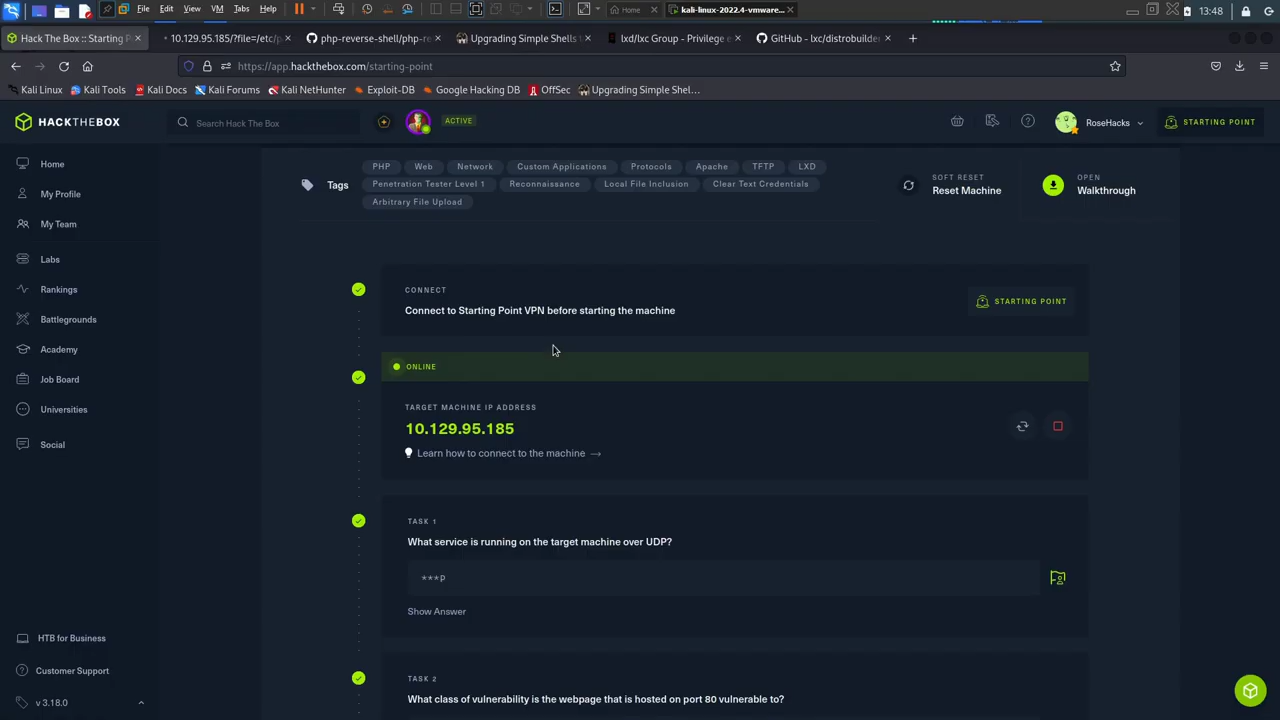 File Edit View VM Tabs Help
Home
kali-linux-2022.4-vmware...
13:48
Hack The Box :: Starting P
10.129.95.185/?file=etc/p
php-reverse-shell/php-re
Upgrading Simple Shells t
lxd/lxc Group - Privilege e
GitHub - lxc/distrobuilder
https://app.hackthebox.com/starting-point
Kali Linux
Kali Tools
Kali Docs
Kali Forums
Kali NetHunter
Exploit-DB
Google Hacking DB
OffSec
Upgrading Simple Shel...
HACKTHEBOX
Search Hack The Box
ACTIVE
RoseHacks
STARTING POINT
Home
My Profile
My Team
Labs
Rankings
Battlegrounds
Academy
Job Board
Universities
Social
HTB for Business
Customer Support
v 3.18.0
Tags
PHP Web Network Custom Applications Protocols Apache TFTP LXD
Penetration Tester Level 1 Reconnaissance Local File Inclusion Clear Text Credentials
Arbitrary File Upload
SOFT RESET
Reset Machine
OPEN
Walkthrough
CONNECT
Connect to Starting Point VPN before starting the machine
STARTING POINT
ONLINE
TARGET MACHINE IP ADDRESS
10.129.95.185
Learn how to connect to the machine →
TASK 1
What service is running on the target machine over UDP?
***p
Show Answer
TASK 2
What class of vulnerability is the webpage that is hosted on port 80 vulnerable to?